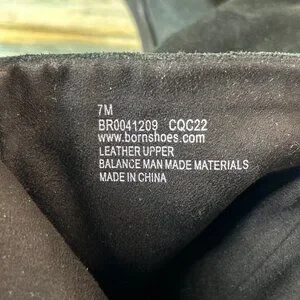 7M
BR0041209 CQC22
www.bornshoes.com
LEATHER UPPER
BALANCE MAN MADE MATERIALS
MADE IN CHINA